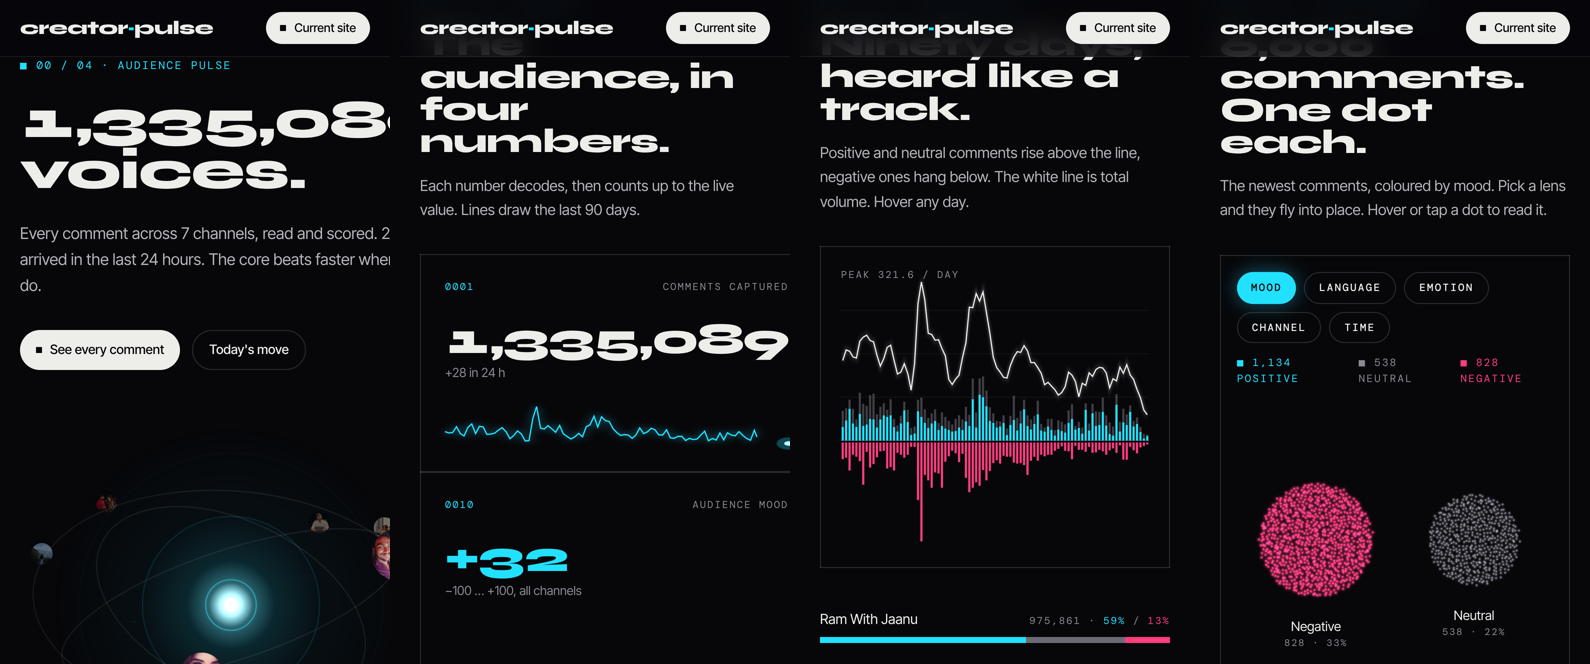 creator-pulse
Current site
00 / 04 · AUDIENCE PULSE
1,335,089
voices.
Every comment across 7 channels, read and scored. 2
arrived in the last 24 hours. The core beats faster when
do.
See every comment
Today's move
creator-pulse
Current site
The
audience, in
four
numbers.
Each number decodes, then counts up to the live
value. Lines draw the last 90 days.
0001
COMMENTS CAPTURED
1,335,089
+28 in 24 h
0010
AUDIENCE MOOD
+32
−100 ... +100, all channels
creator-pulse
Current site
Ninety days,
heard like a
track.
Positive and neutral comments rise above the line,
negative ones hang below. The white line is total
volume. Hover any day.
PEAK 321.6 / DAY
Ram With Jaanu
975,861 · 59% / 13%
creator-pulse
Current site
comments.
One dot
each.
The newest comments, coloured by mood. Pick a lens
and they fly into place. Hover or tap a dot to read it.
MOOD
LANGUAGE
EMOTION
CHANNEL
TIME
1,134
POSITIVE
538
NEUTRAL
828
NEGATIVE
Negative
828 · 33%
Neutral
538 · 22%